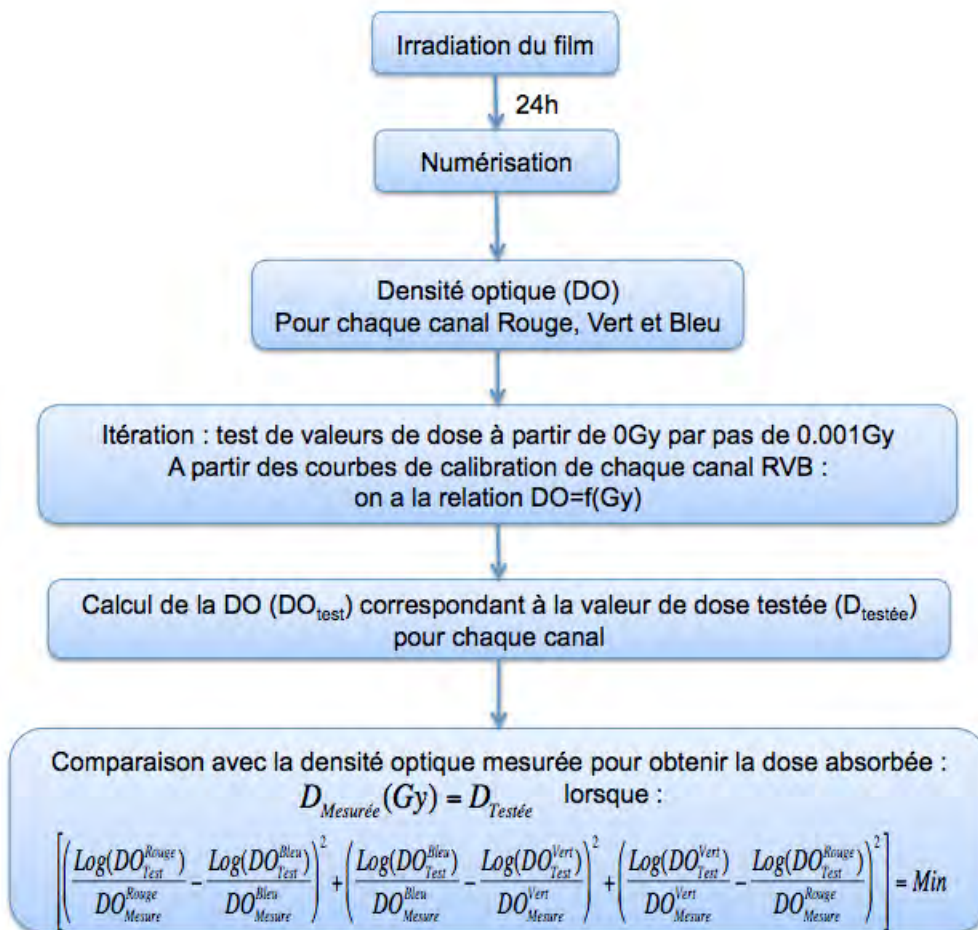 Irradiation du film
24h
Numérisation
Densité optique (DO)
Pour chaque canal Rouge, Vert et Bleu
Itération : test de valeurs de dose à partir de 0Gy par pas de 0.001Gy
A partir des courbes de calibration de chaque canal RVB :
on a la relation DO=f(Gy)
Calcul de la DO (DO_test) correspondant à la valeur de dose testée (D_testée)
pour chaque canal
Comparaison avec la densité optique mesurée pour obtenir la dose absorbée :
D_Mesurée(Gy) = D_Testée lorsque :
[(Log(DO_Test^Rouge)/DO_Mesure^Rouge − Log(DO_Test^Bleu)/DO_Mesure^Bleu)² + (Log(DO_Test^Bleu)/DO_Mesure^Bleu − Log(DO_Test^Vert)/DO_Mesure^Vert)² + (Log(DO_Test^Vert)/DO_Mesure^Vert − Log(DO_Test^Rouge)/DO_Mesure^Rouge)²] = Min